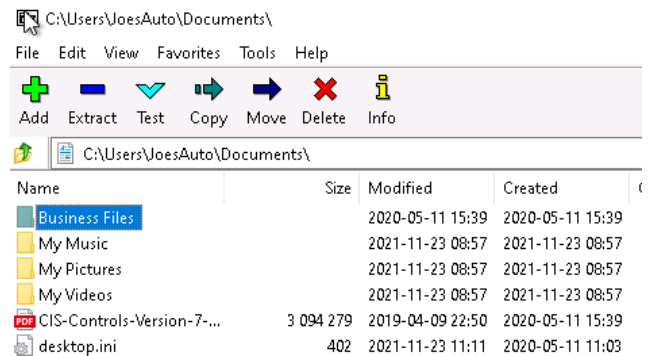 C:\Users\JoesAuto\Documents\
File Edit View Favorites Tools Help
Add Extract Test Copy Move Delete Info
C:\Users\JoesAuto\Documents\
Name Size Modified Created
Business Files 2020-05-11 15:39 2020-05-11 15:39
My Music 2021-11-23 08:57 2021-11-23 08:57
My Pictures 2021-11-23 08:57 2021-11-23 08:57
My Videos 2021-11-23 08:57 2021-11-23 08:57
PDF CIS-Controls-Version-7-... 3 094 279 2019-04-09 22:50 2020-05-11 15:39
desktop.ini 402 2021-11-23 11:11 2020-05-11 11:03